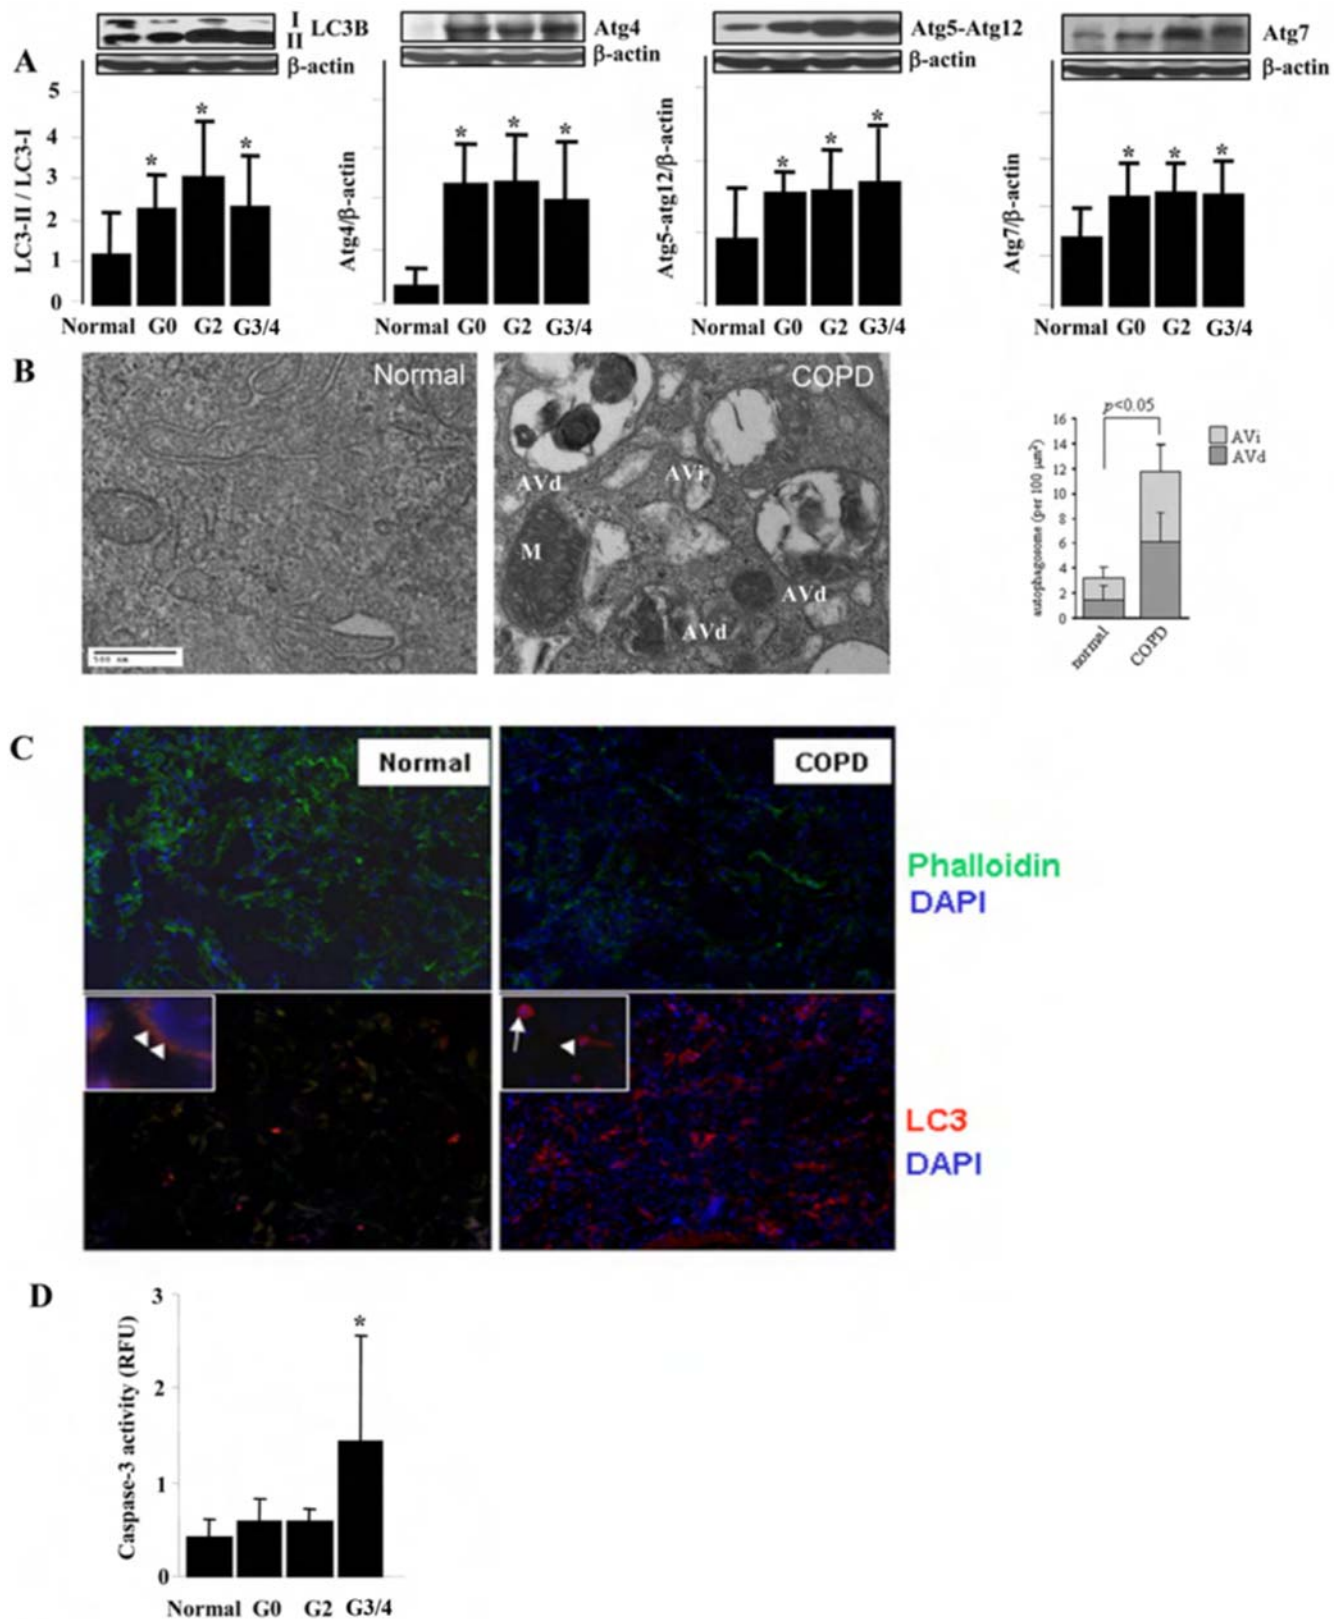 I
II
LC3B
β-actin
Atg4
β-actin
Atg5-Atg12
β-actin
Atg7
β-actin
A
LC3-II / LC3-I
5
4
3
2
1
0
*
*
*
Normal G0 G2 G3/4
Atg4/β-actin
*
*
*
Normal G0 G2 G3/4
Atg5-atg12/β-actin
*
*
*
Normal G0 G2 G3/4
Atg7/β-actin
*
*
*
Normal G0 G2 G3/4
B
Normal
500 nm
COPD
AVd
AVi
M
AVd
AVd
autophagosome (per 100 µm²)
16
14
12
10
8
6
4
2
0
p<0.05
AVi
AVd
normal
COPD
C
Normal
COPD
Phalloidin
DAPI
LC3
DAPI
D
Caspase-3 activity (RFU)
3
2
1
0
*
Normal G0 G2 G3/4